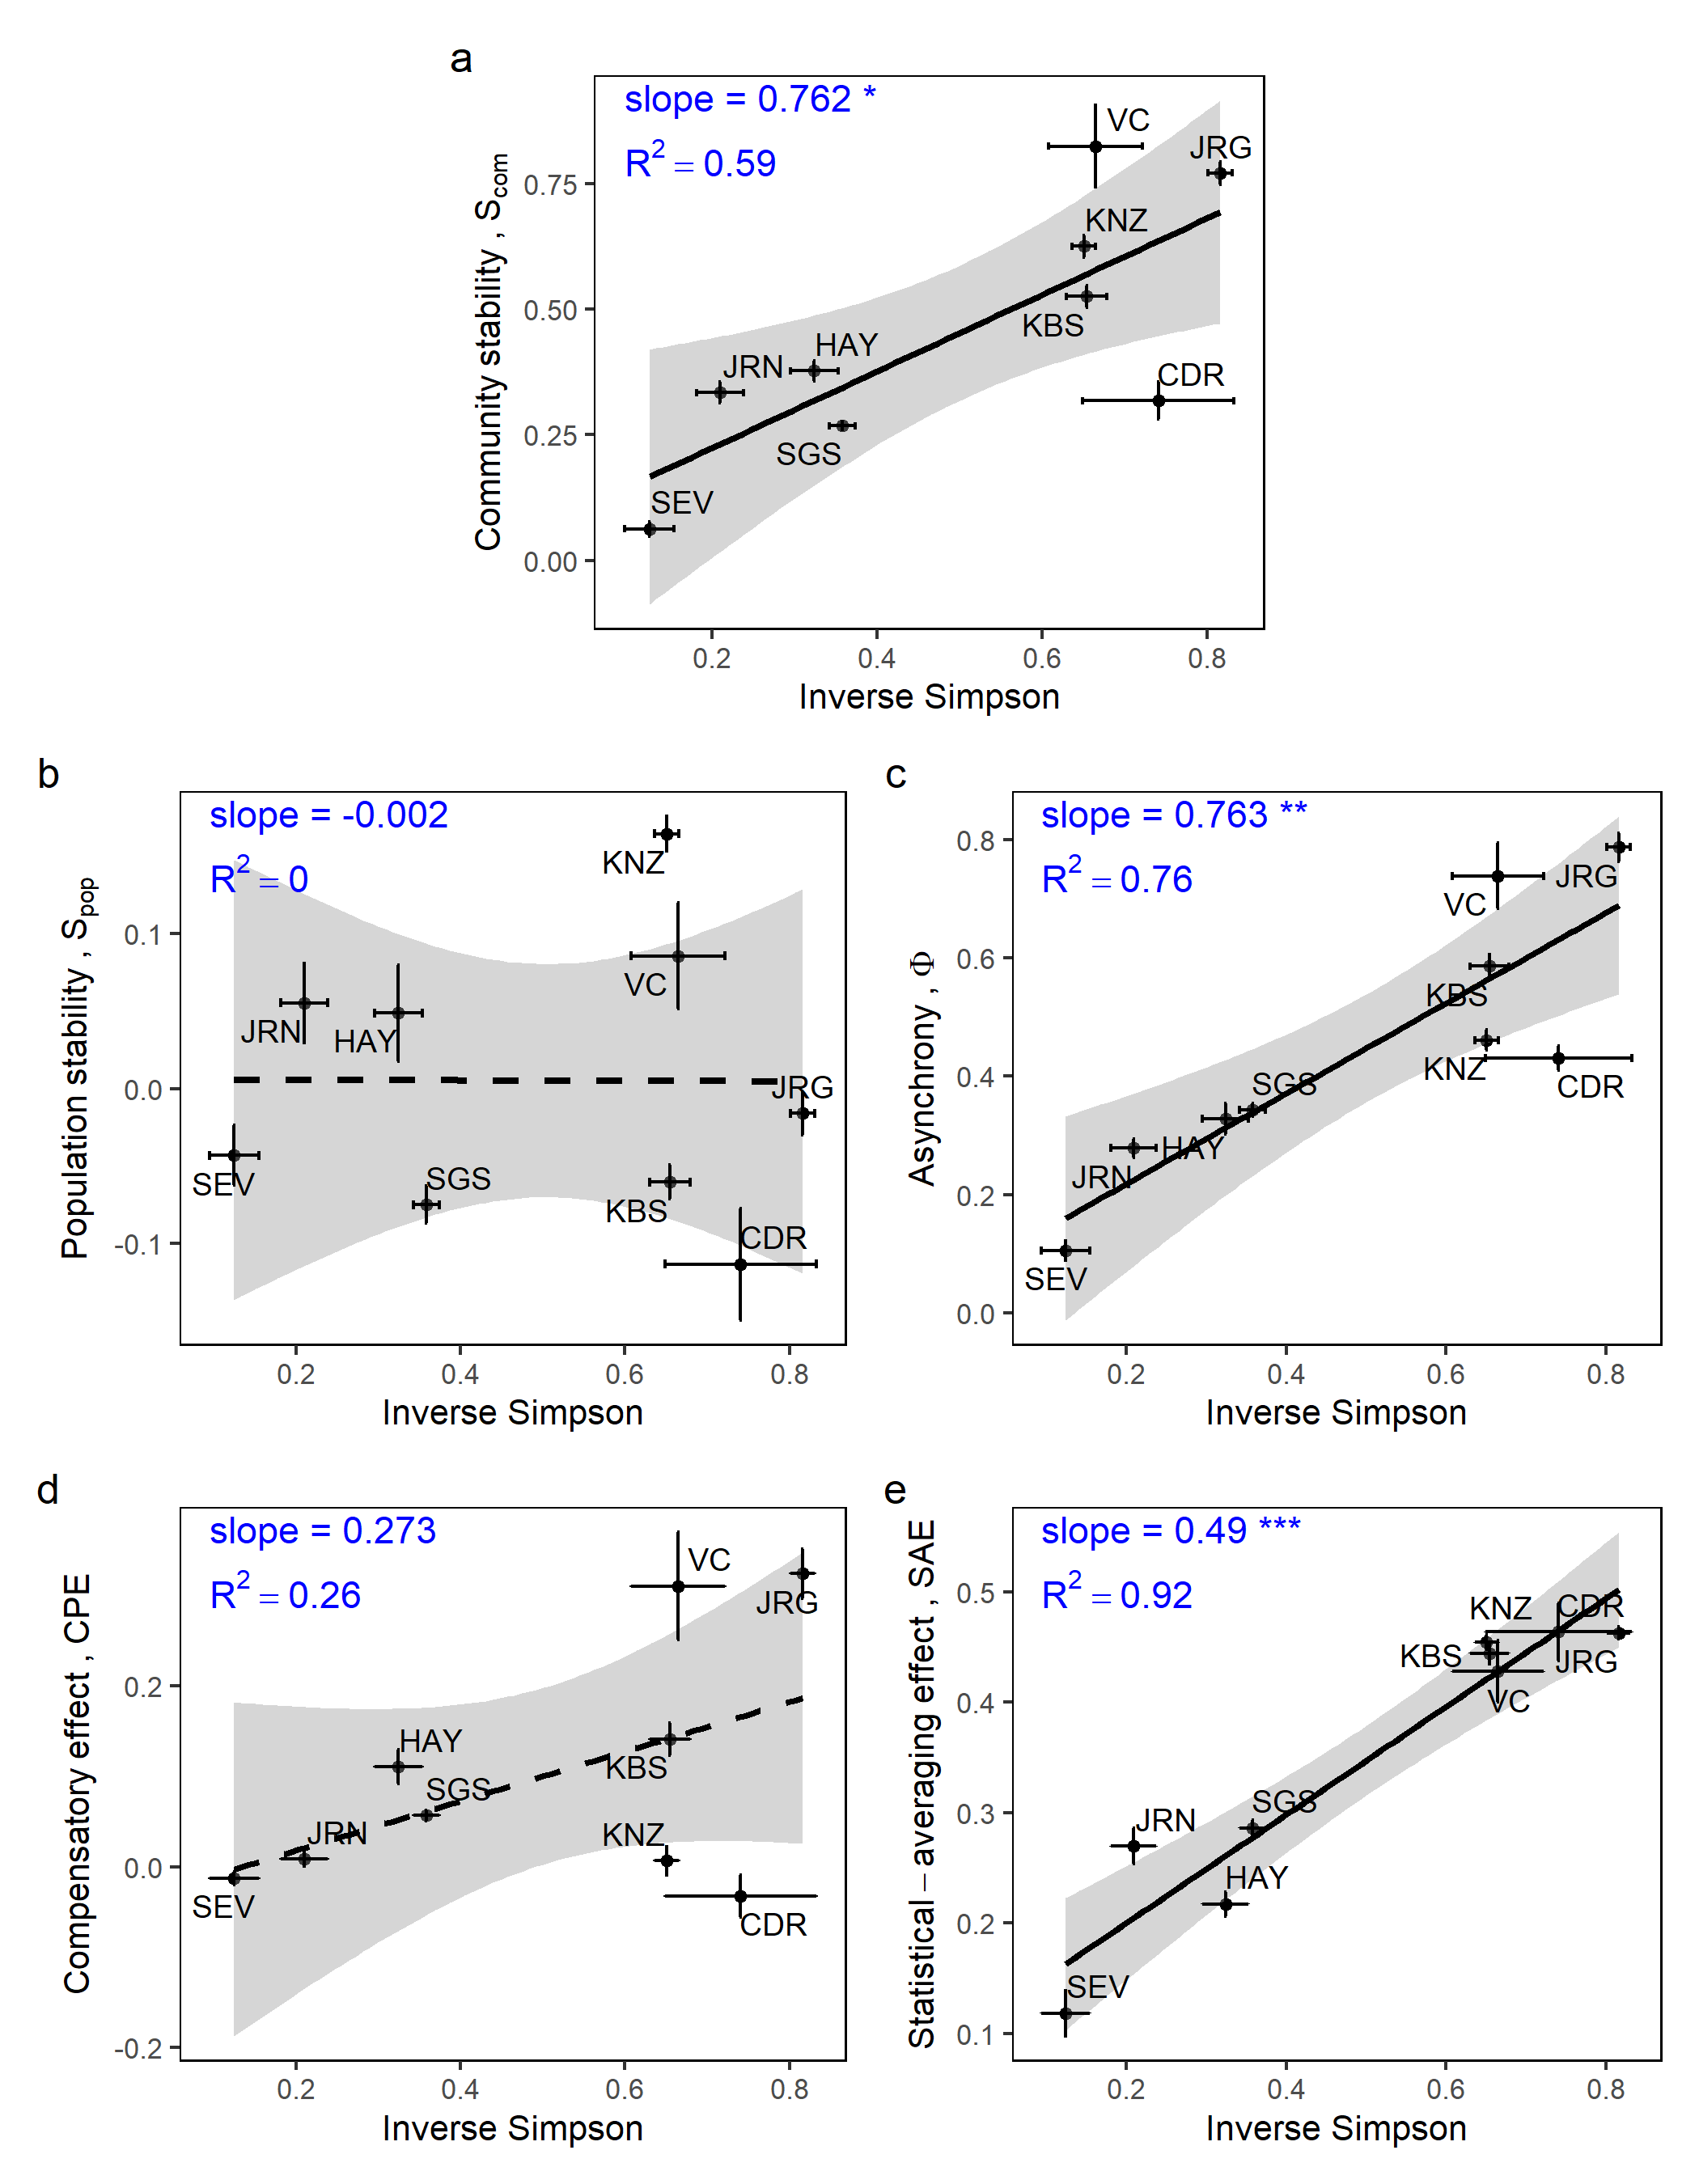 a
slope = 0.762 *
R2 = 0.59
Community stability , Scom
0.75
0.50
0.25
0.00
VC
JRG
KNZ
KBS
HAY
JRN
CDR
SGS
SEV
0.2 0.4 0.6 0.8
Inverse Simpson
b
slope = -0.002
R2 = 0
Population stability , Spop
0.1
0.0
-0.1
KNZ
VC
JRN
HAY
JRG
SEV
SGS
KBS
CDR
0.2 0.4 0.6 0.8
Inverse Simpson
c
slope = 0.763 **
R2 = 0.76
Asynchrony , Φ
0.8
0.6
0.4
0.2
0.0
JRG
VC
KBS
KNZ
CDR
SGS
HAY
JRN
SEV
0.2 0.4 0.6 0.8
Inverse Simpson
d
slope = 0.273
R2 = 0.26
Compensatory effect , CPE
0.2
0.0
-0.2
VC
JRG
HAY
SGS
KBS
JRN
KNZ
SEV
CDR
0.2 0.4 0.6 0.8
Inverse Simpson
e
slope = 0.49 ***
R2 = 0.92
Statistical − averaging effect , SAE
0.5
0.4
0.3
0.2
0.1
KNZ
CDR
KBS
JRG
VC
SGS
JRN
HAY
SEV
0.2 0.4 0.6 0.8
Inverse Simpson